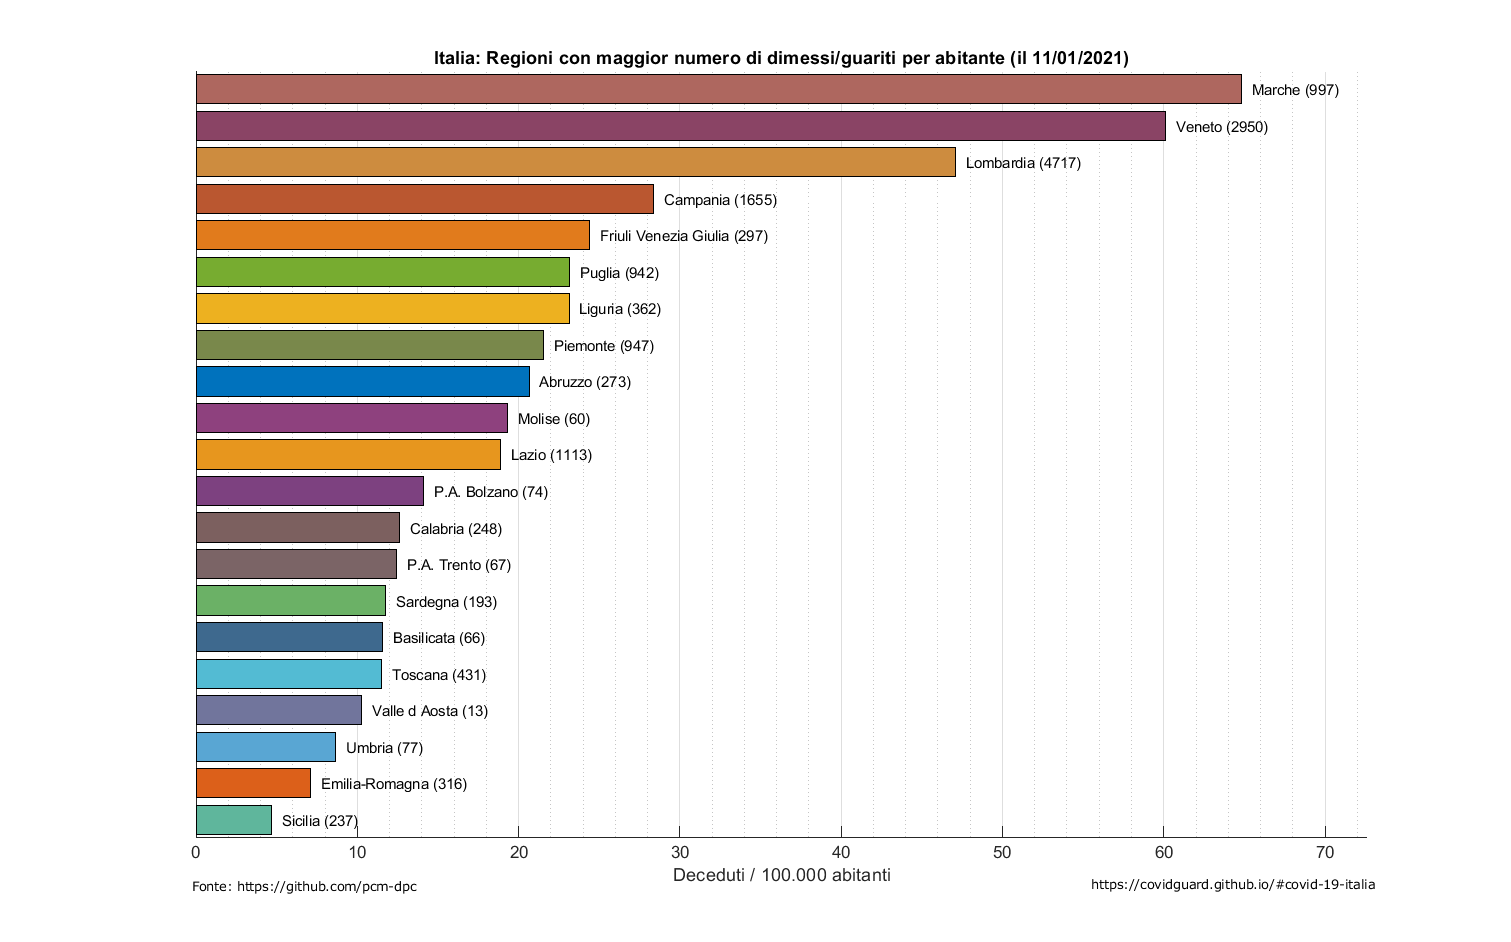 Italia: Regioni con maggior numero di dimessi/guariti per abitante (il 11/01/2021)
Marche (997)
Veneto (2950)
Lombardia (4717)
Campania (1655)
Friuli Venezia Giulia (297)
Puglia (942)
Liguria (362)
Piemonte (947)
Abruzzo (273)
Molise (60)
Lazio (1113)
P.A. Bolzano (74)
Calabria (248)
P.A. Trento (67)
Sardegna (193)
Basilicata (66)
Toscana (431)
Valle d Aosta (13)
Umbria (77)
Emilia-Romagna (316)
Sicilia (237)
0 10 20 30 40 50 60 70
Deceduti / 100.000 abitanti
Fonte: https://github.com/pcm-dpc
https://covidguard.github.io/#covid-19-italia